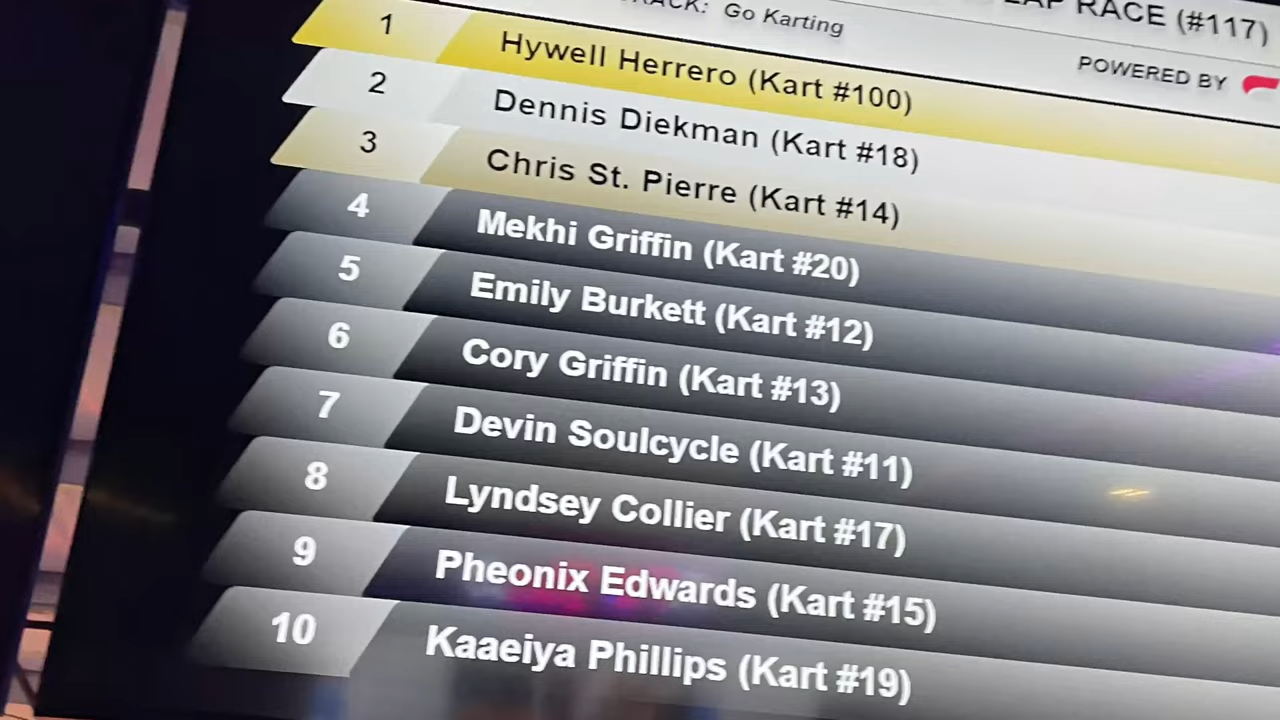 RACE (#117)
Go Karting
POWERED BY
1 Hywell Herrero (Kart #100)
2 Dennis Diekman (Kart #18)
3 Chris St. Pierre (Kart #14)
4 Mekhi Griffin (Kart #20)
5 Emily Burkett (Kart #12)
6 Cory Griffin (Kart #13)
7 Devin Soulcycle (Kart #11)
8 Lyndsey Collier (Kart #17)
9 Pheonix Edwards (Kart #15)
10 Kaaeiya Phillips (Kart #19)